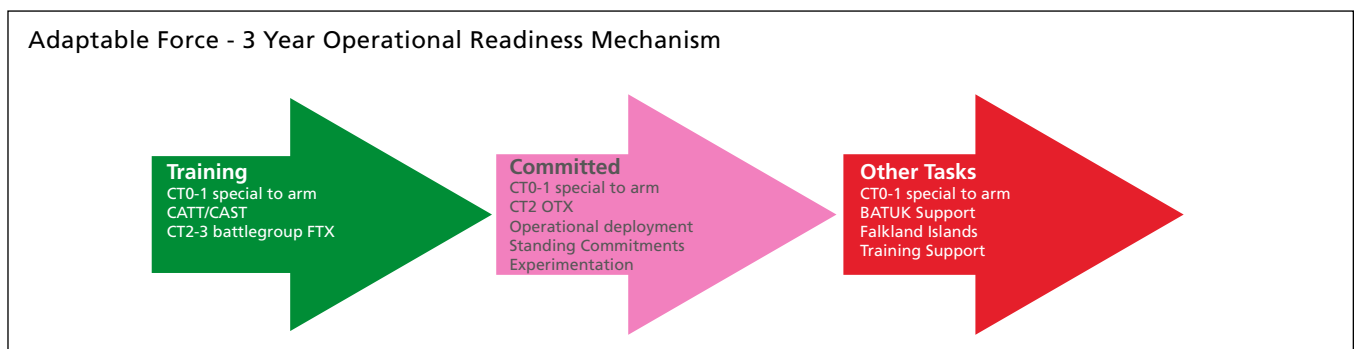 Adaptable Force - 3 Year Operational Readiness Mechanism
Training
CT0-1 special to arm
CATT/CAST
CT2-3 battlegroup FTX
Committed
CT0-1 special to arm
CT2 OTX
Operational deployment
Standing Commitments
Experimentation
Other Tasks
CT0-1 special to arm
BATUK Support
Falkland Islands
Training Support